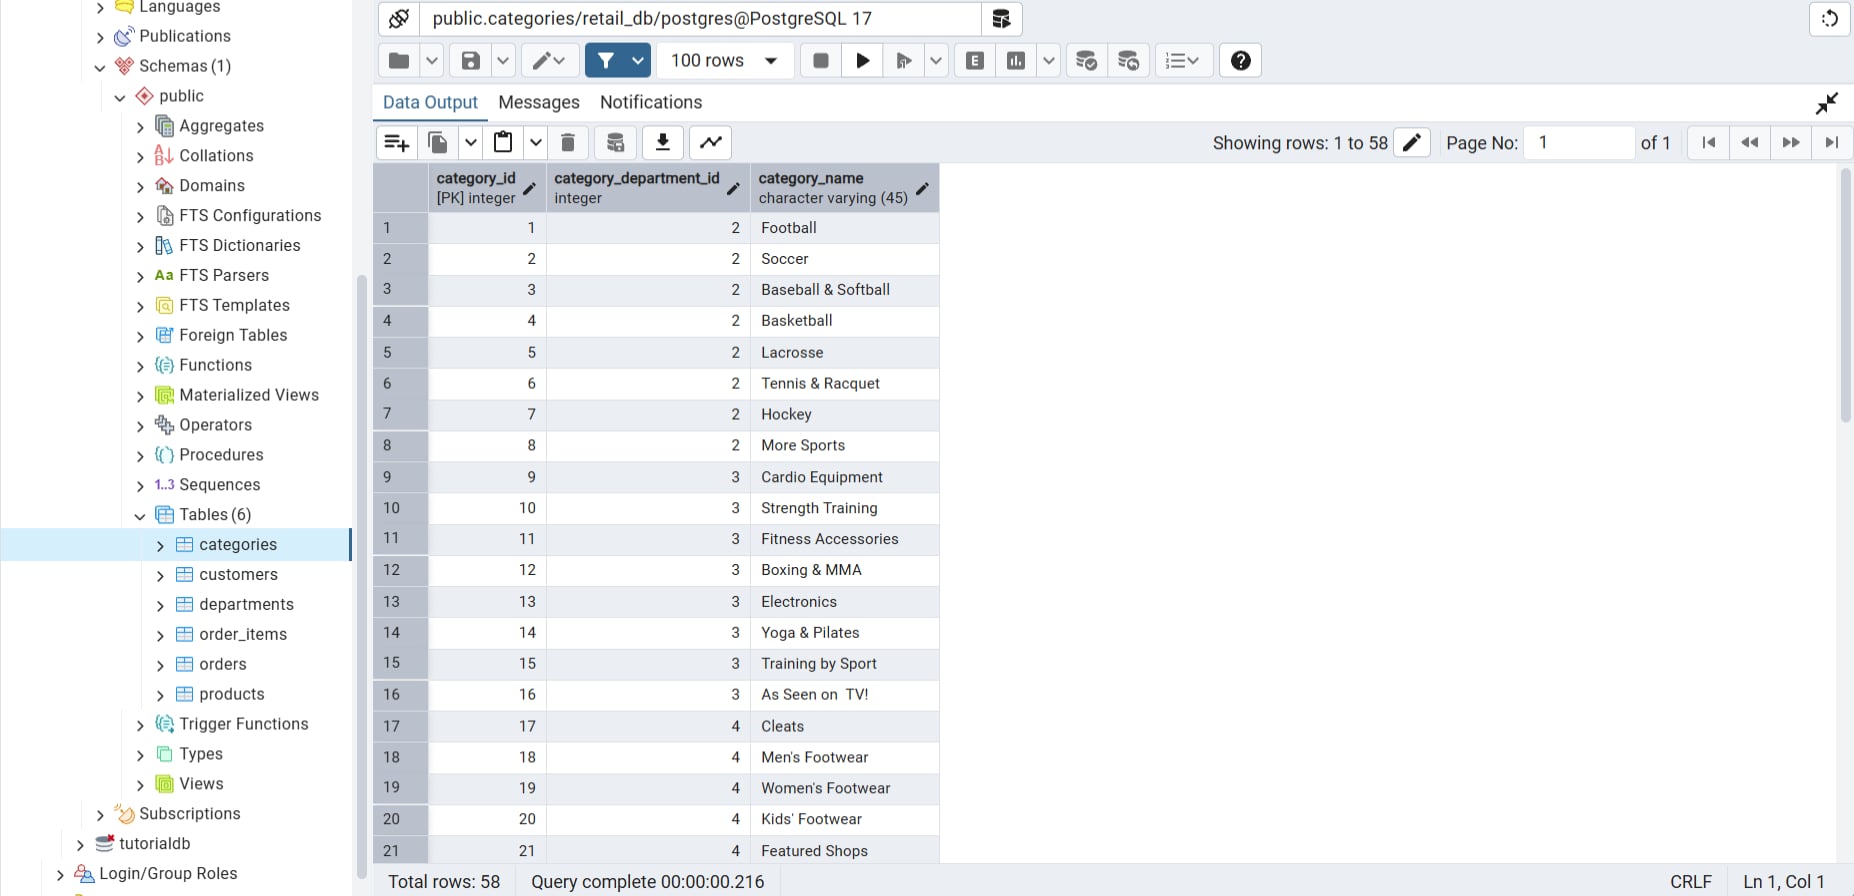 Languages
Publications
Schemas (1)
public
Aggregates
Collations
Domains
FTS Configurations
FTS Dictionaries
Aa FTS Parsers
FTS Templates
Foreign Tables
Functions
Materialized Views
Operators
Procedures
1..3 Sequences
Tables (6)
categories
customers
departments
order_items
orders
products
Trigger Functions
Types
Views
Subscriptions
tutorialdb
Login/Group Roles
public.categories/retail_db/postgres@PostgreSQL 17
100 rows E
Data Output Messages Notifications
Showing rows: 1 to 58 Page No: 1 of 1
category_id category_department_id category_name
[PK] integer integer character varying (45)
1 1 2 Football
2 2 2 Soccer
3 3 2 Baseball & Softball
4 4 2 Basketball
5 5 2 Lacrosse
6 6 2 Tennis & Racquet
7 7 2 Hockey
8 8 2 More Sports
9 9 3 Cardio Equipment
10 10 3 Strength Training
11 11 3 Fitness Accessories
12 12 3 Boxing & MMA
13 13 3 Electronics
14 14 3 Yoga & Pilates
15 15 3 Training by Sport
16 16 3 As Seen on  TV!
17 17 4 Cleats
18 18 4 Men's Footwear
19 19 4 Women's Footwear
20 20 4 Kids' Footwear
21 21 4 Featured Shops
Total rows: 58 Query complete 00:00:00.216 CRLF Ln 1, Col 1